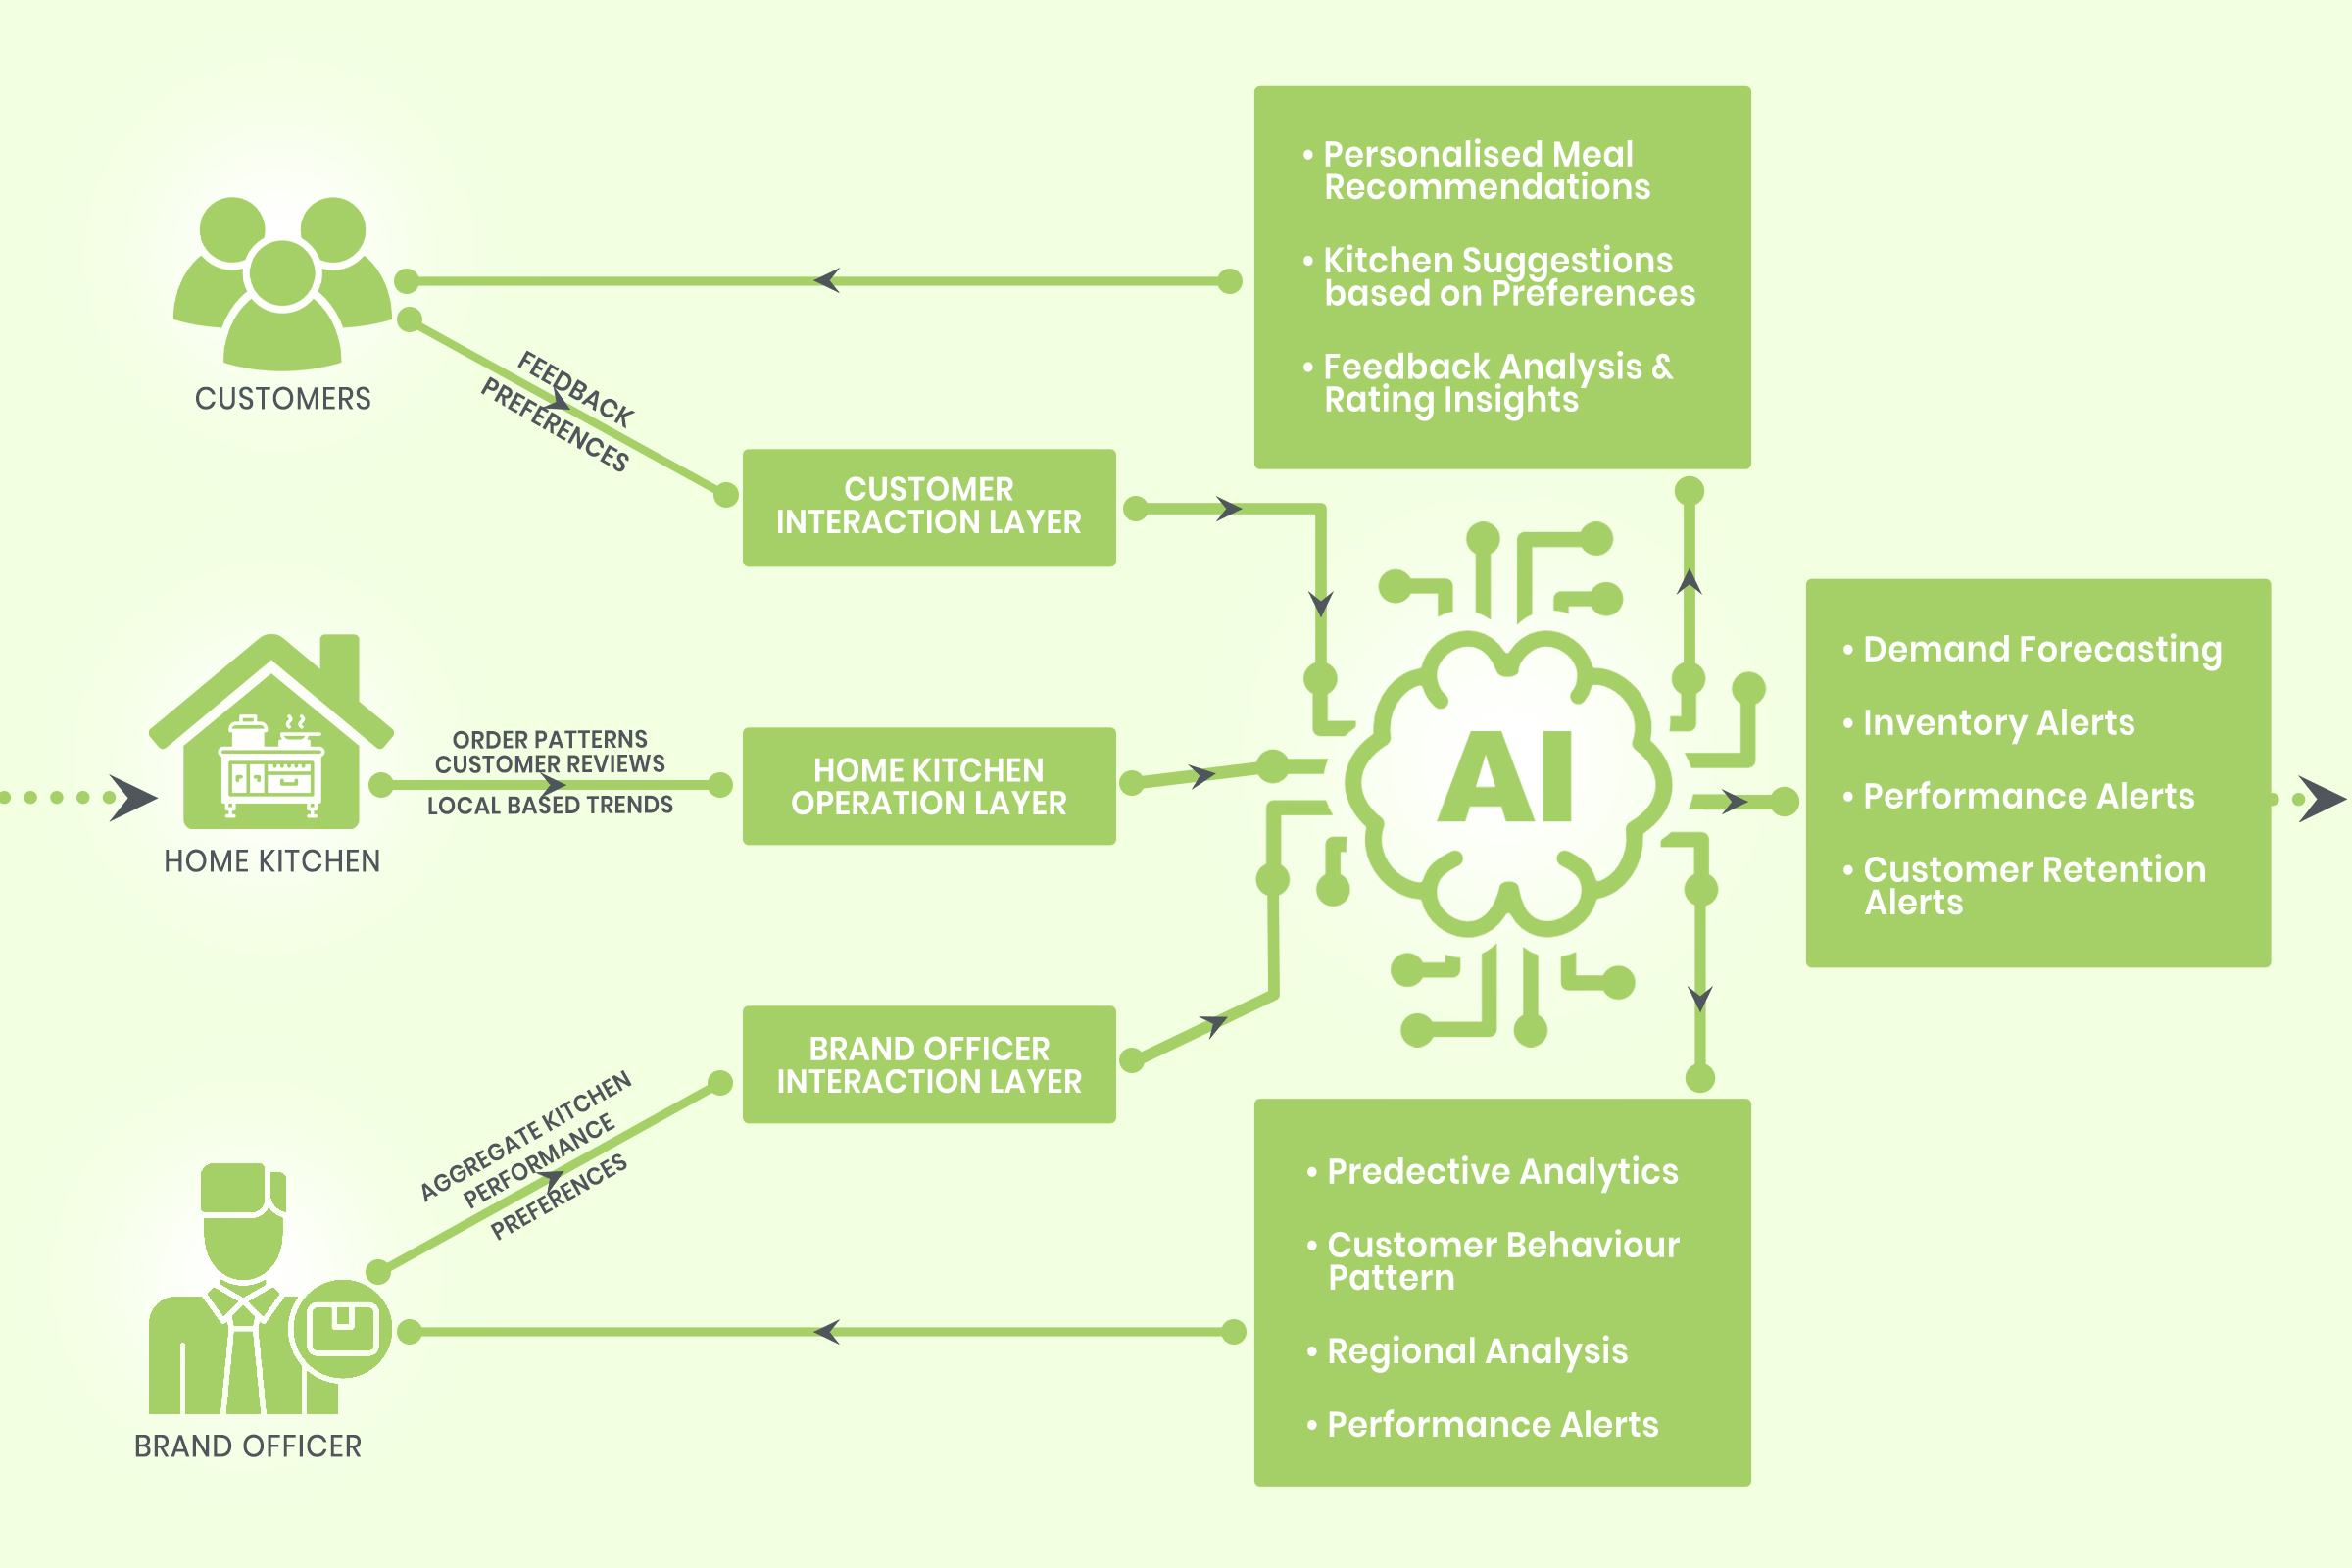 • Personalised Meal
Recommendations
• Kitchen Suggestions
based on Preferences
• Feedback Analysis &
Rating Insights
CUSTOMERS
FEEDBACK
PREFERENCES
CUSTOMER
INTERACTION LAYER
HOME KITCHEN
ORDER PATTERNS
CUSTOMER REVIEWS
LOCAL BASED TRENDS
HOME KITCHEN
OPERATION LAYER
AI
• Demand Forecasting
• Inventory Alerts
• Performance Alerts
• Customer Retention
Alerts
BRAND OFFICER
INTERACTION LAYER
AGGREGATE KITCHEN
PERFORMANCE
PREFERENCES
BRAND OFFICER
• Predective Analytics
• Customer Behaviour
Pattern
• Regional Analysis
• Performance Alerts